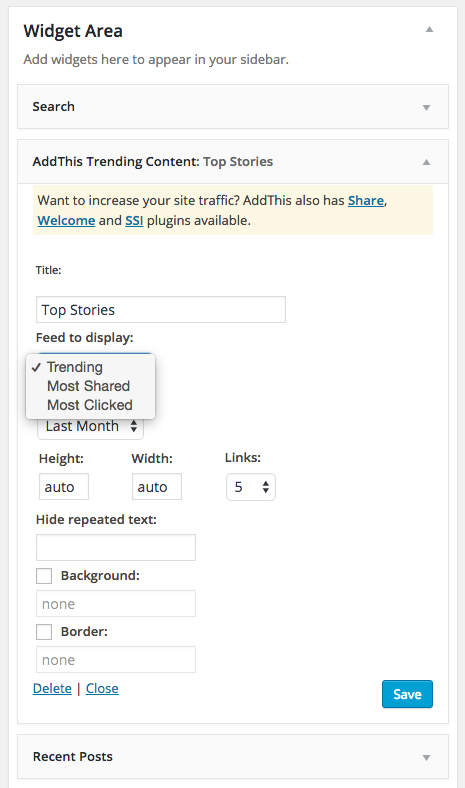 Widget Area
Add widgets here to appear in your sidebar.
Search
AddThis Trending Content: Top Stories
Want to increase your site traffic? AddThis also has Share,
Welcome and SSI plugins available.
Title:
Top Stories
Feed to display:
Trending
Most Shared
Most Clicked
Last Month
Height: Width: Links:
auto auto 5
Hide repeated text:
Background:
none
Border:
none
Delete | Close Save
Recent Posts